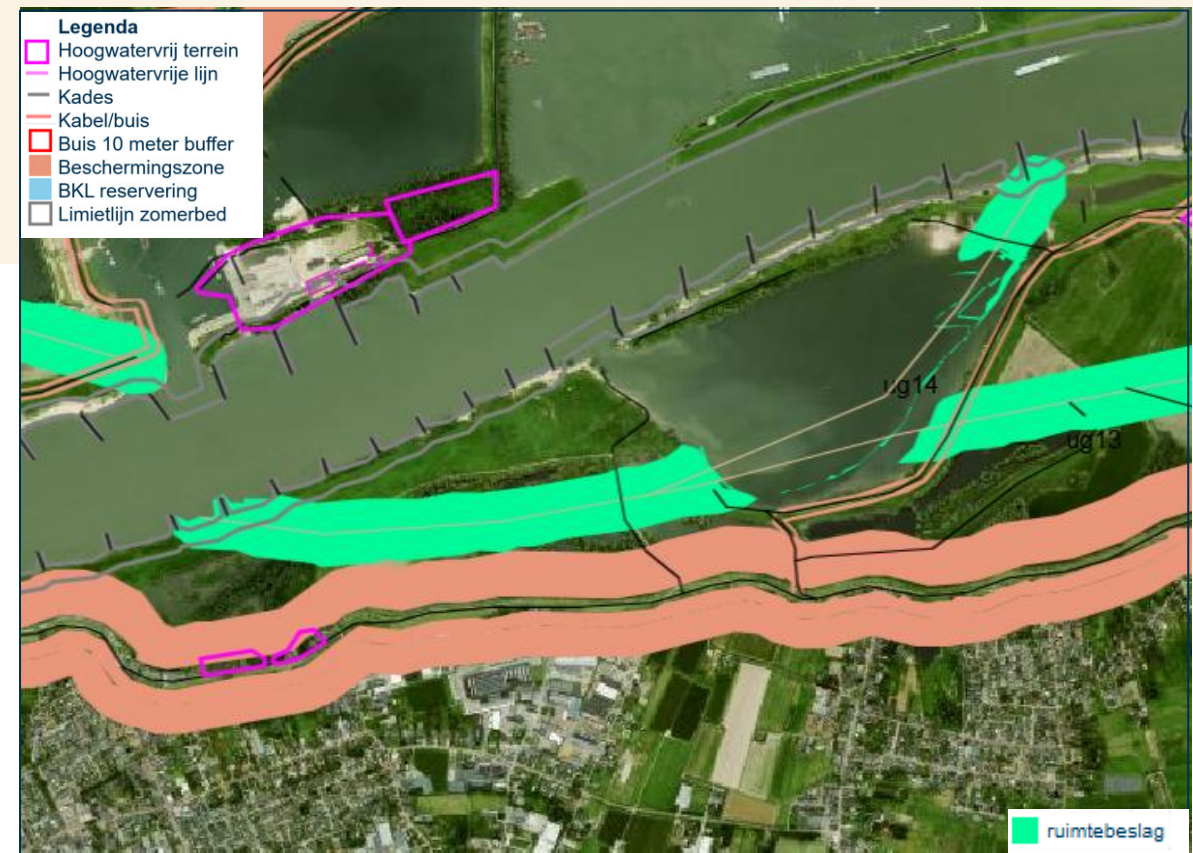 Legenda
Hoogwatervrij terrein
Hoogwatervrije lijn
Kades
Kabel/buis
Buis 10 meter buffer
Beschermingszone
BKL reservering
Limietlijn zomerbed
ug14
ug13
ruimtebeslag